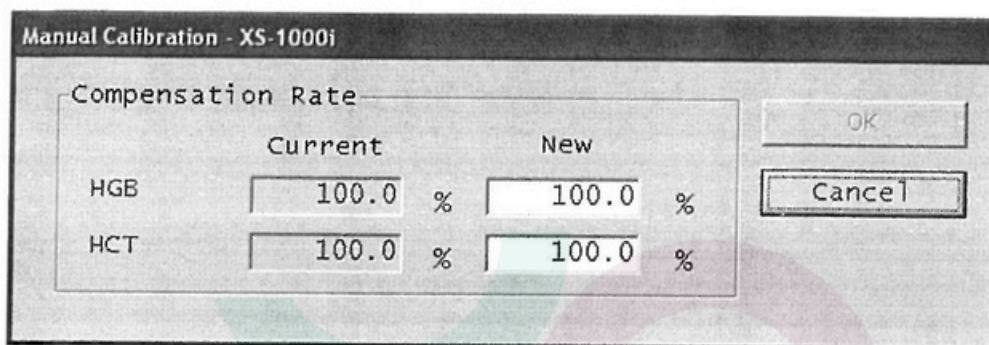 Manual Calibration - XS-1000i
Compensation Rate
Current New
HGB 100.0 % 100.0 %
HCT 100.0 % 100.0 %
OK
Cancel